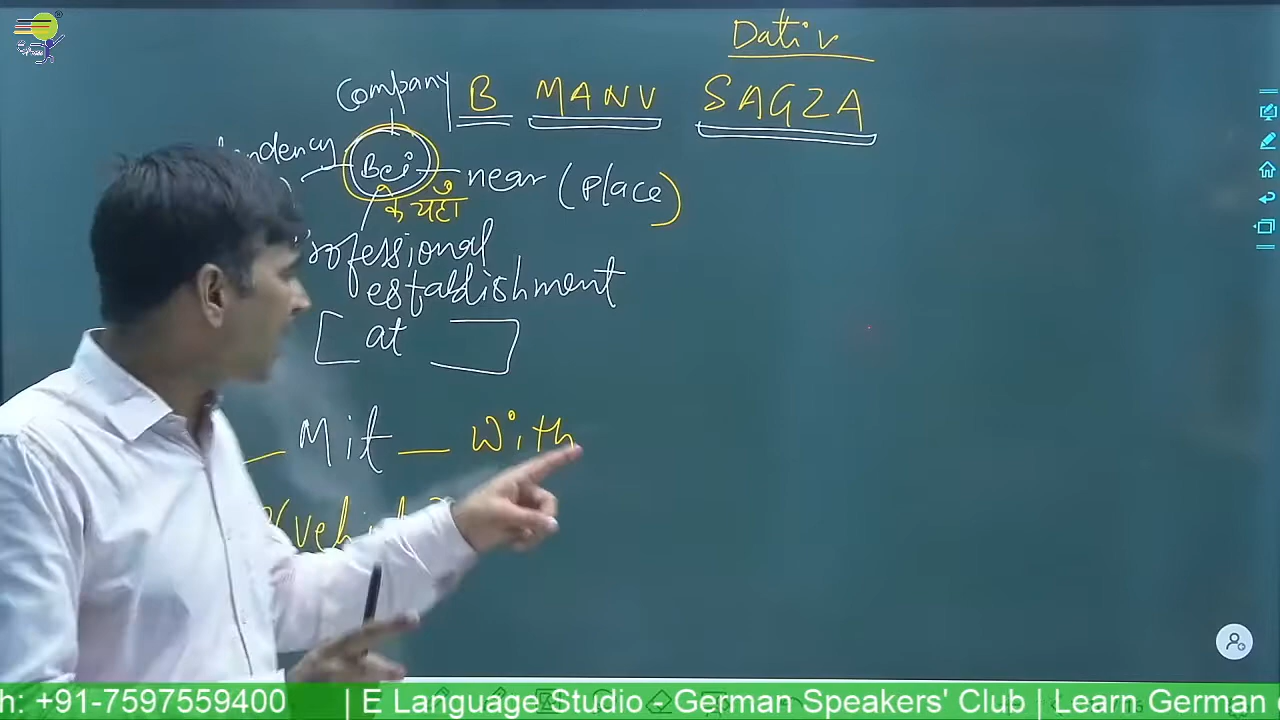 Dativ
Company B MANV SAGZA
Bei near (place)
के यहाँ
Professional
establishment
[ at ]
Mit — With
h: +91-7597559400 | E Language Studio - German Speakers' Club | Learn German